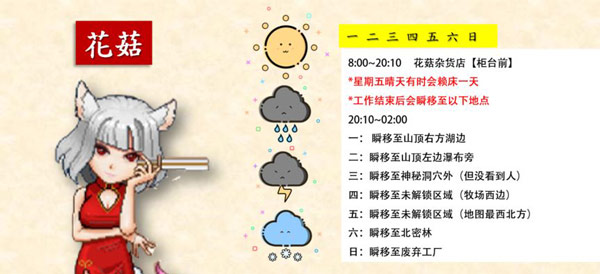 花菇
一 二 三 四 五 六 日
8:00~20:10 花菇杂货店【柜台前】
*星期五晴天有时会赖床一天
*工作结束后会瞬移至以下地点
20:10~02:00
一： 瞬移至山顶右方湖边
二：瞬移至山顶左边瀑布旁
三：瞬移至神秘洞穴外（但没看到人）
四：瞬移至未解锁区域（牧场西边）
五：瞬移至未解锁区域（地图最西北方）
六：瞬移至北密林
日：瞬移至废弃工厂